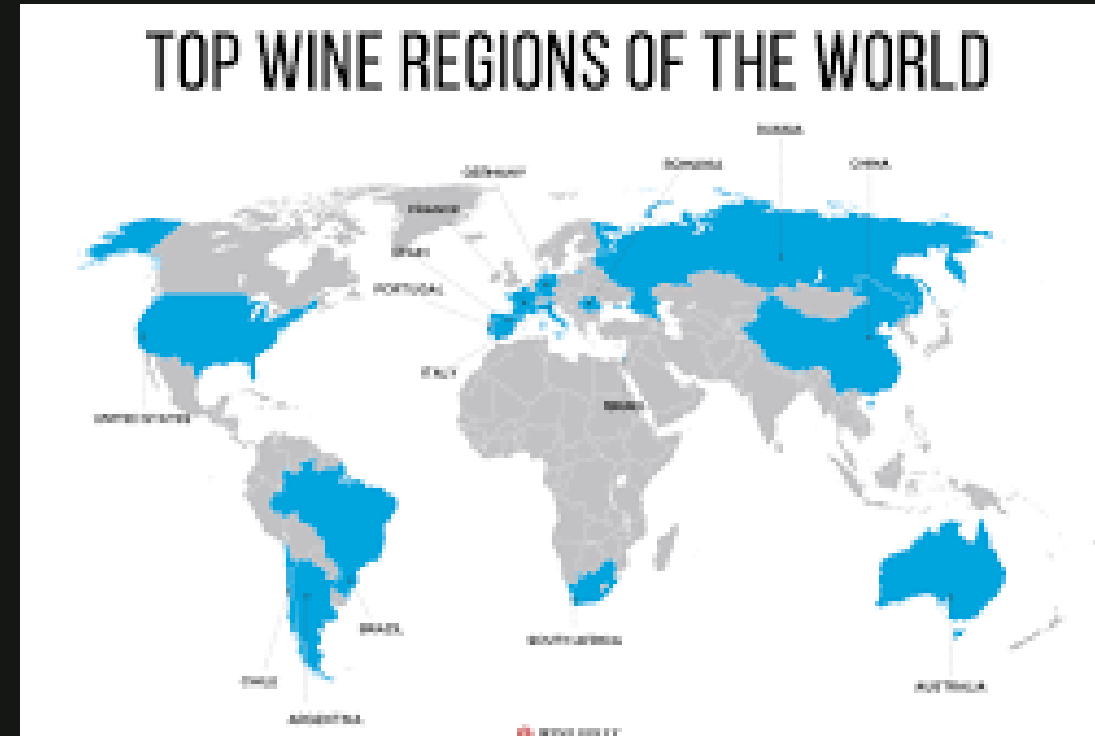 TOP WINE REGIONS OF THE WORLD
RUSSIA
ROMANIA
CHINA
GERMANY
FRANCE
SPAIN
PORTUGAL
ITALY
ISRAEL
UNITED STATES
BRAZIL
SOUTH AFRICA
CHILE
AUSTRALIA
ARGENTINA